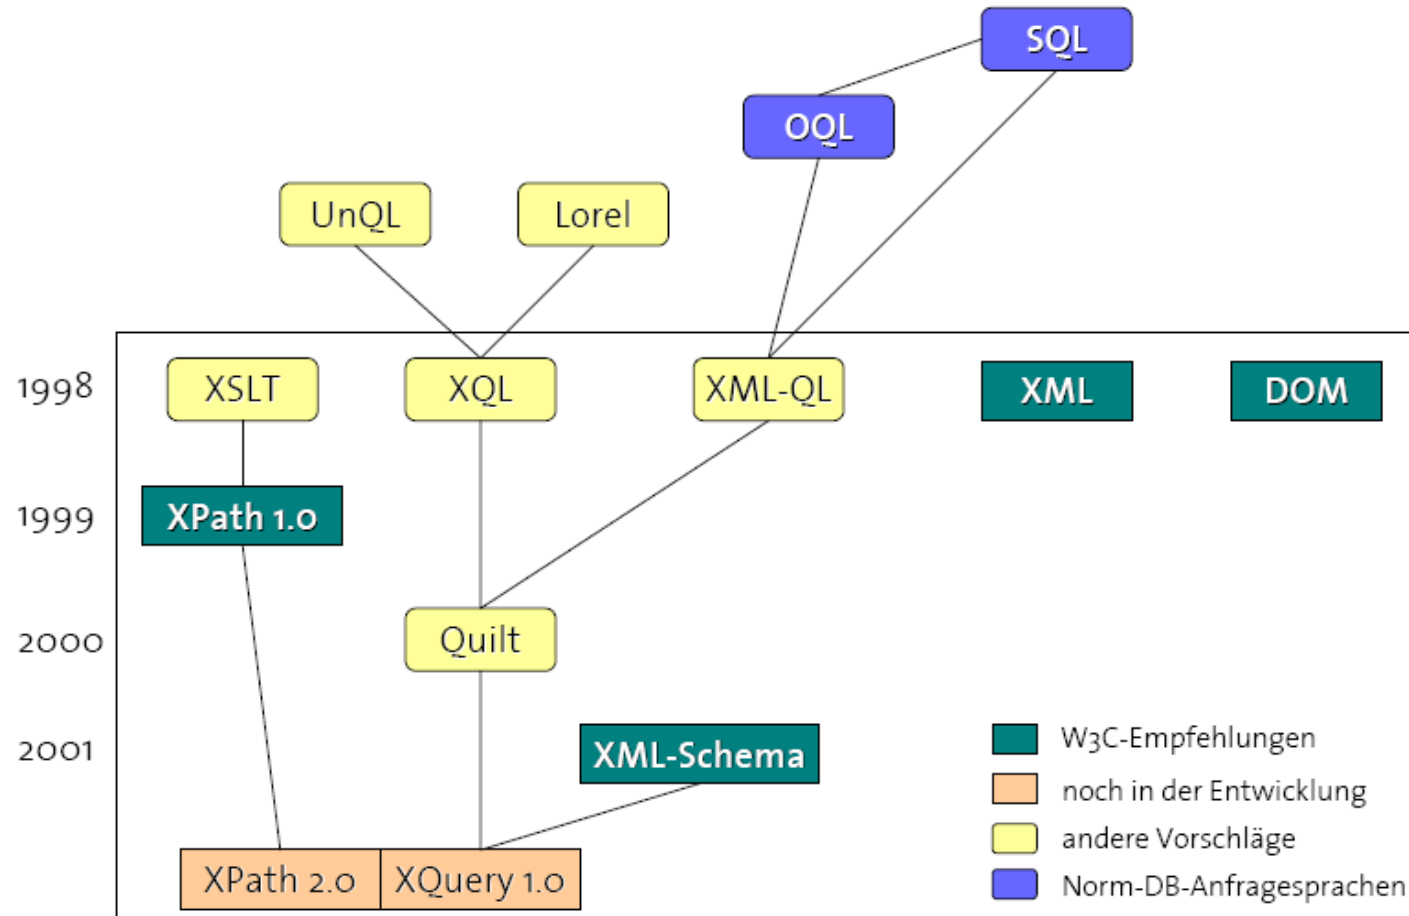 SQL
OQL
UnQL
Lorel
1998
XSLT
XQL
XML-QL
XML
DOM
1999
XPath 1.0
2000
Quilt
2001
XML-Schema
W3C-Empfehlungen
noch in der Entwicklung
andere Vorschläge
XPath 2.0
XQuery 1.0
Norm-DB-Anfragesprachen